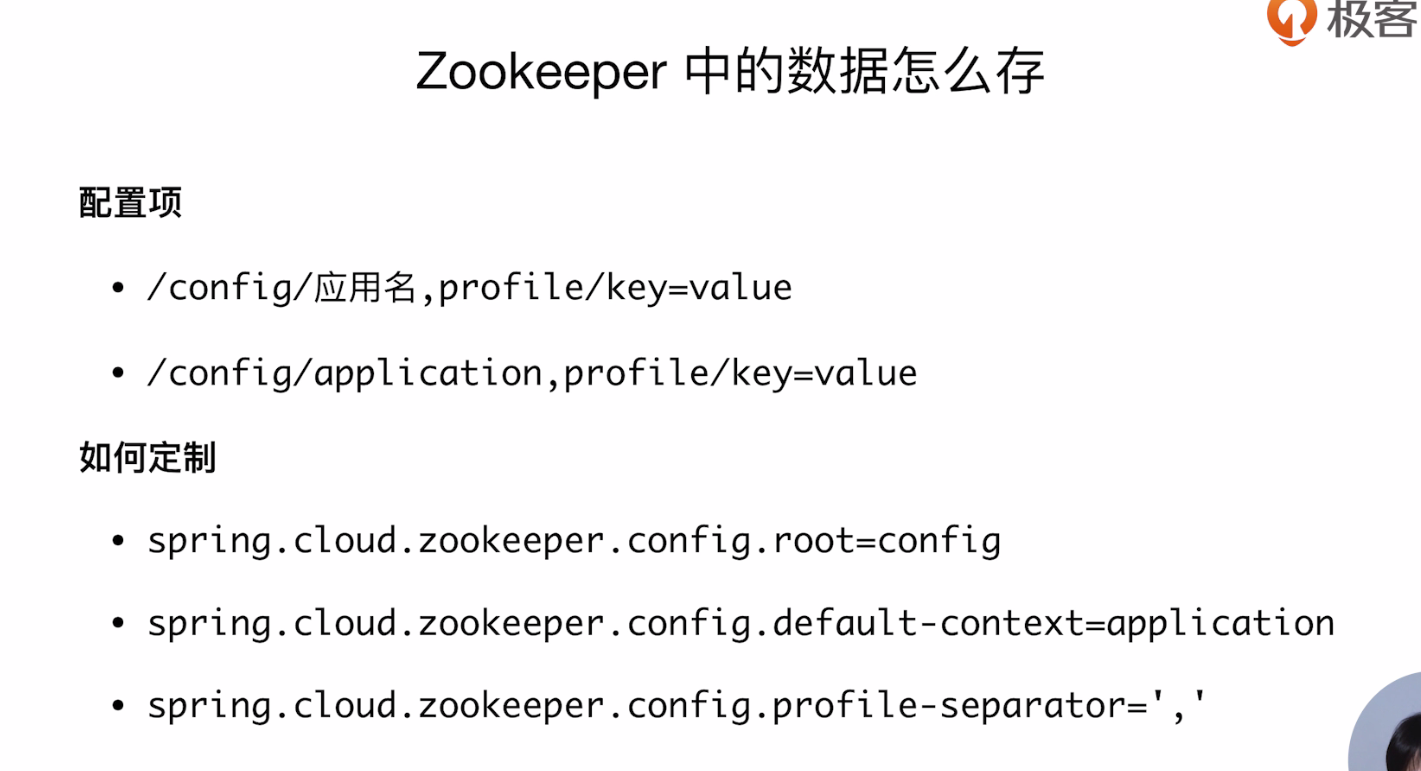 极客
Zookeeper 中的数据怎么存
配置项
• /config/应用名,profile/key=value
• /config/application,profile/key=value
如何定制
• spring.cloud.zookeeper.config.root=config
• spring.cloud.zookeeper.config.default-context=application
• spring.cloud.zookeeper.config.profile-separator=','